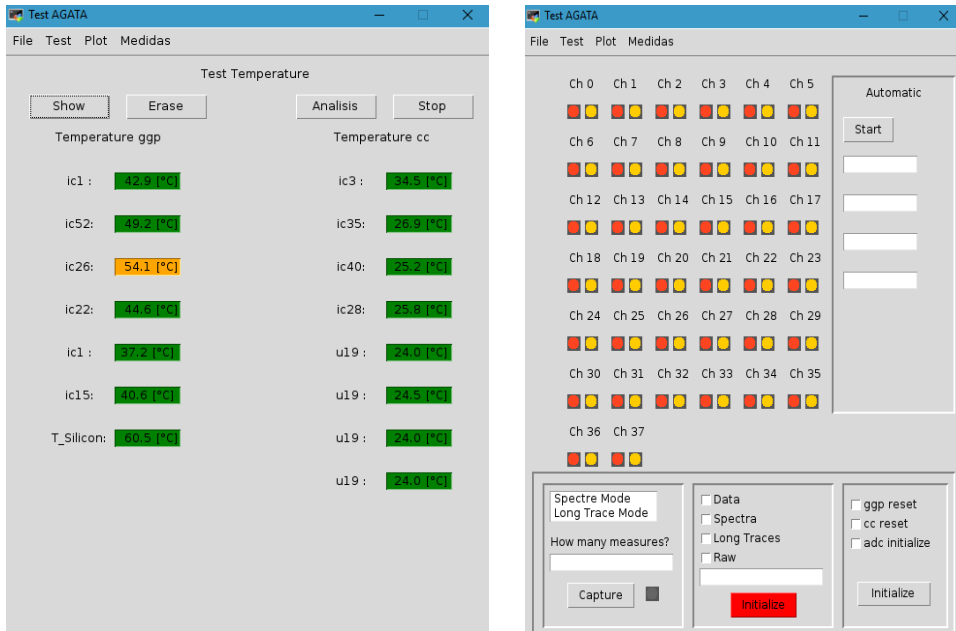 Test AGATA
File Test Plot Medidas
Test Temperature
Show Erase Analisis Stop
Temperature ggp Temperature cc
ic1 : 42.9 [°C] ic3 : 34.5 [°C]
ic52: 49.2 [°C] ic35: 26.9 [°C]
ic26: 54.1 [°C] ic40: 25.2 [°C]
ic22: 44.6 [°C] ic28: 25.8 [°C]
ic1 : 37.2 [°C] u19 : 24.0 [°C]
ic15: 40.6 [°C] u19 : 24.5 [°C]
T_Silicon: 60.5 [°C] u19 : 24.0 [°C]
u19 : 24.0 [°C]
Test AGATA
File Test Plot Medidas
Ch 0 Ch 1 Ch 2 Ch 3 Ch 4 Ch 5
Ch 6 Ch 7 Ch 8 Ch 9 Ch 10 Ch 11
Ch 12 Ch 13 Ch 14 Ch 15 Ch 16 Ch 17
Ch 18 Ch 19 Ch 20 Ch 21 Ch 22 Ch 23
Ch 24 Ch 25 Ch 26 Ch 27 Ch 28 Ch 29
Ch 30 Ch 31 Ch 32 Ch 33 Ch 34 Ch 35
Ch 36 Ch 37
Automatic
Start
Spectre Mode
Long Trace Mode
How many measures?
Capture
Data
Spectra
Long Traces
Raw
Initialize
ggp reset
cc reset
adc initialize
Initialize